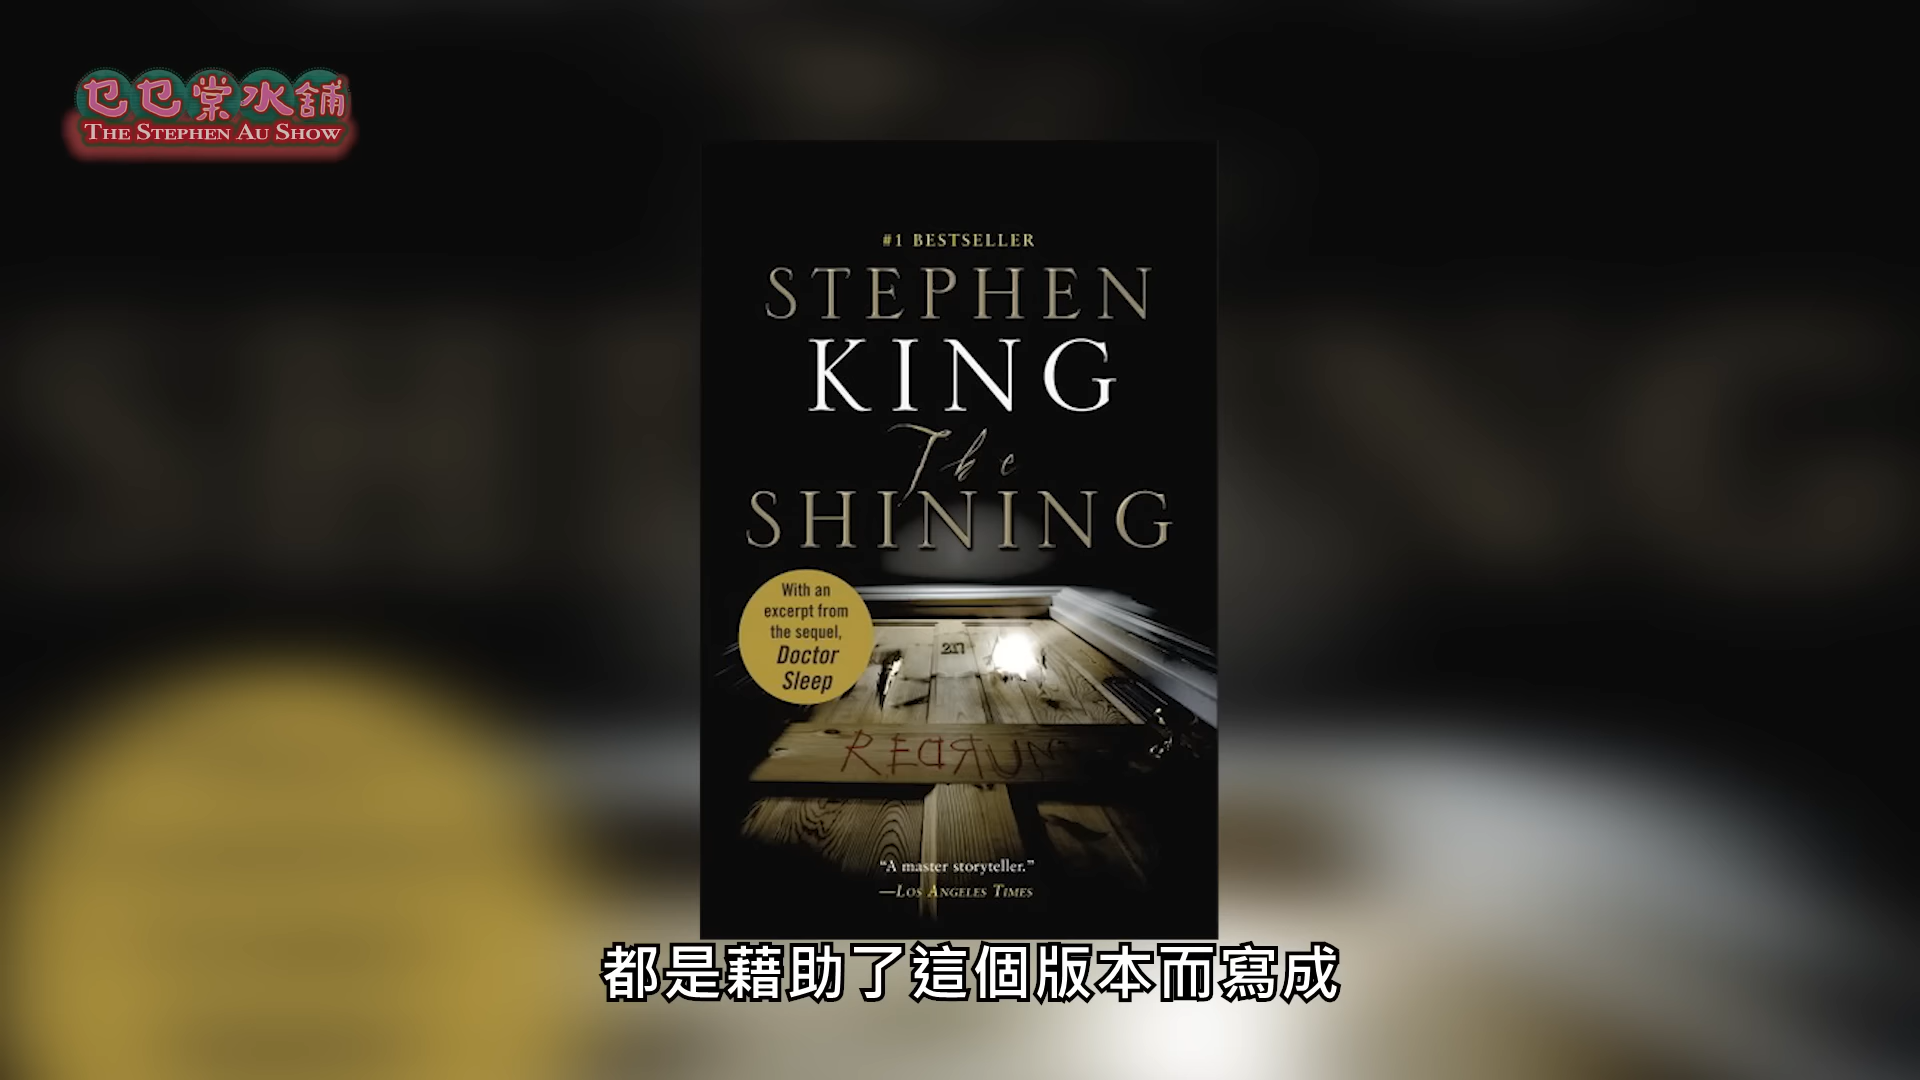 乜乜棠水舖
THE STEPHEN AU SHOW
#1 BESTSELLER
STEPHEN
KING
The
SHINING
With an
excerpt from
the sequel,
Doctor
Sleep
217
REDRUM
“A master storyteller.”
—LOS ANGELES TIMES
都是藉助了這個版本而寫成